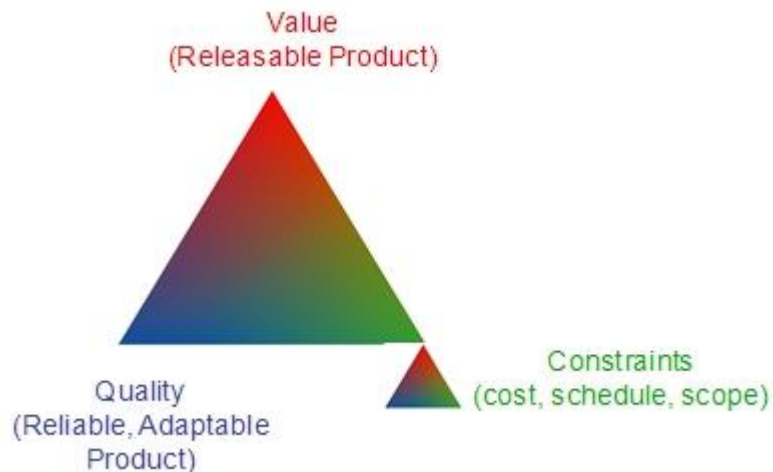 Value
(Releasable Product)
Constraints
(cost, schedule, scope)
Quality
(Reliable, Adaptable
Product)